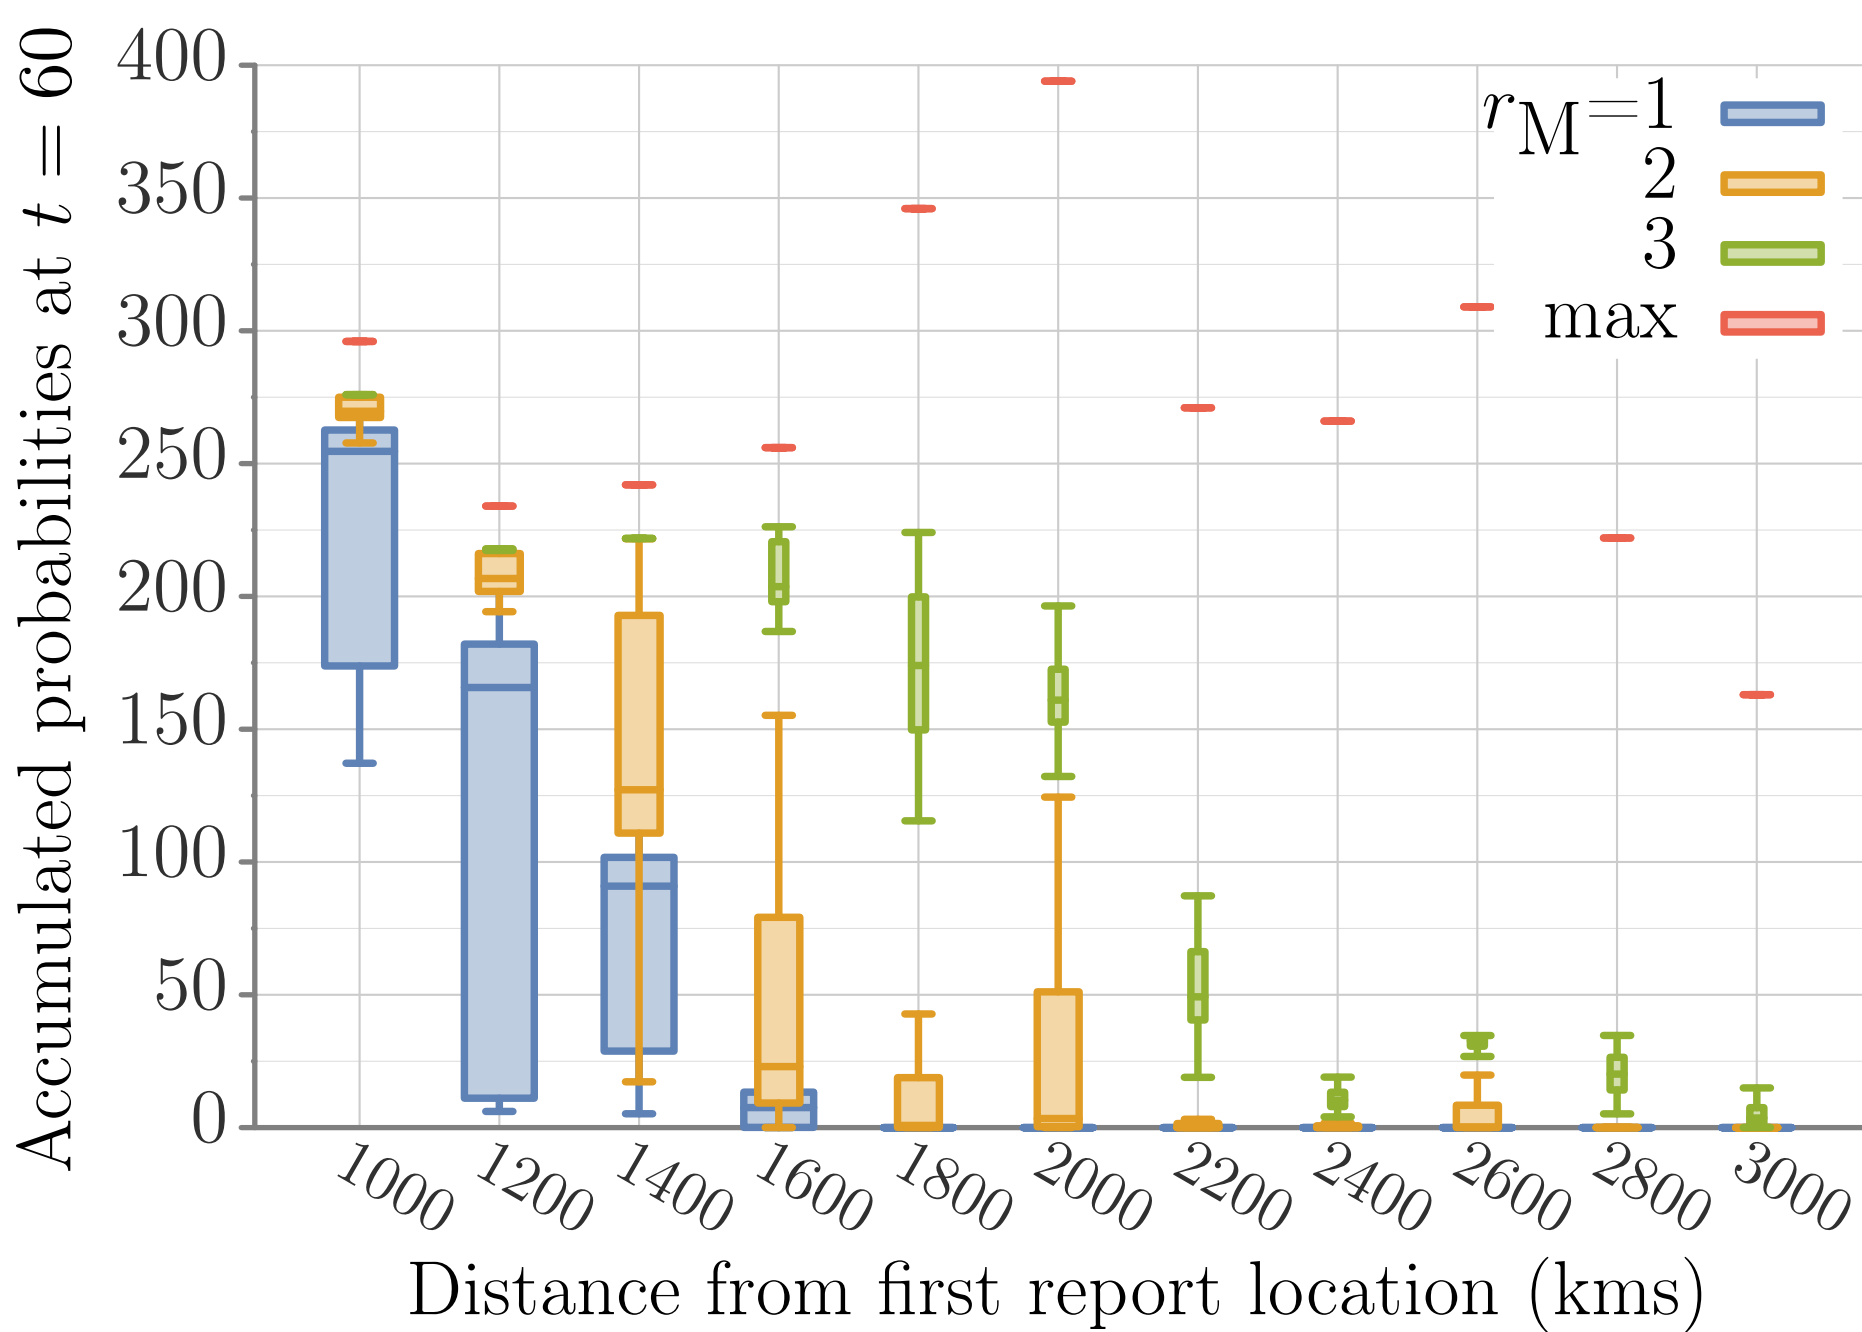 Accumulated probabilities at t = 60
400
350
300
250
200
150
100
50
0
r_M=1
2
3
max
1000 1200 1400 1600 1800 2000 2200 2400 2600 2800 3000
Distance from first report location (kms)